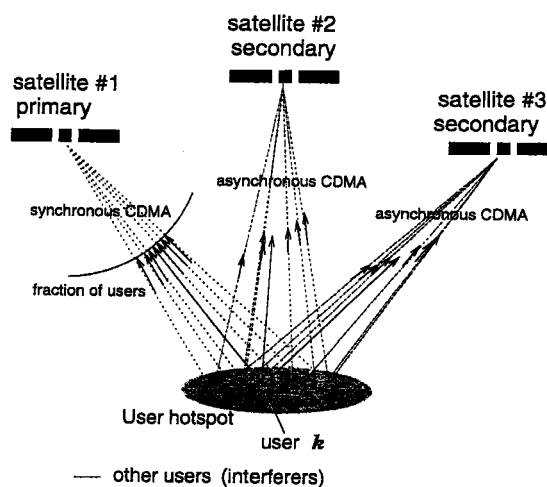 satellite #2
secondary
satellite #1
primary
satellite #3
secondary
asynchronous CDMA
synchronous CDMA
asynchronous CDMA
fraction of users
User hotspot
user k
other users (interferers)